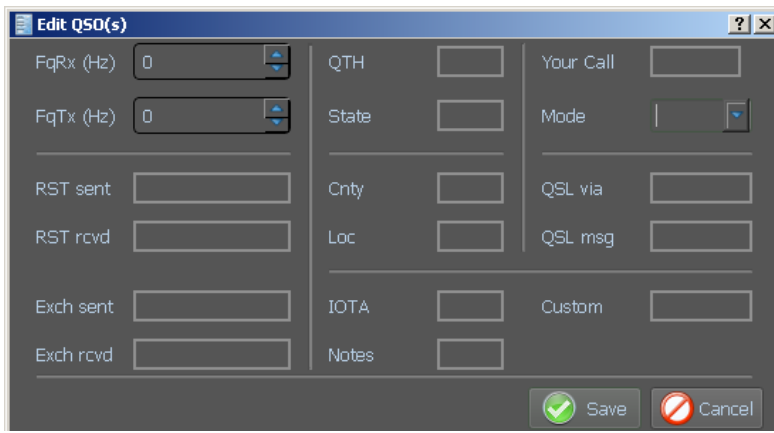 Edit QSO(s)
FqRx (Hz) 0 QTH Your Call
FqTx (Hz) 0 State Mode
RST sent Cnty QSL via
RST rcvd Loc QSL msg
Exch sent IOTA Custom
Exch rcvd Notes
Save Cancel